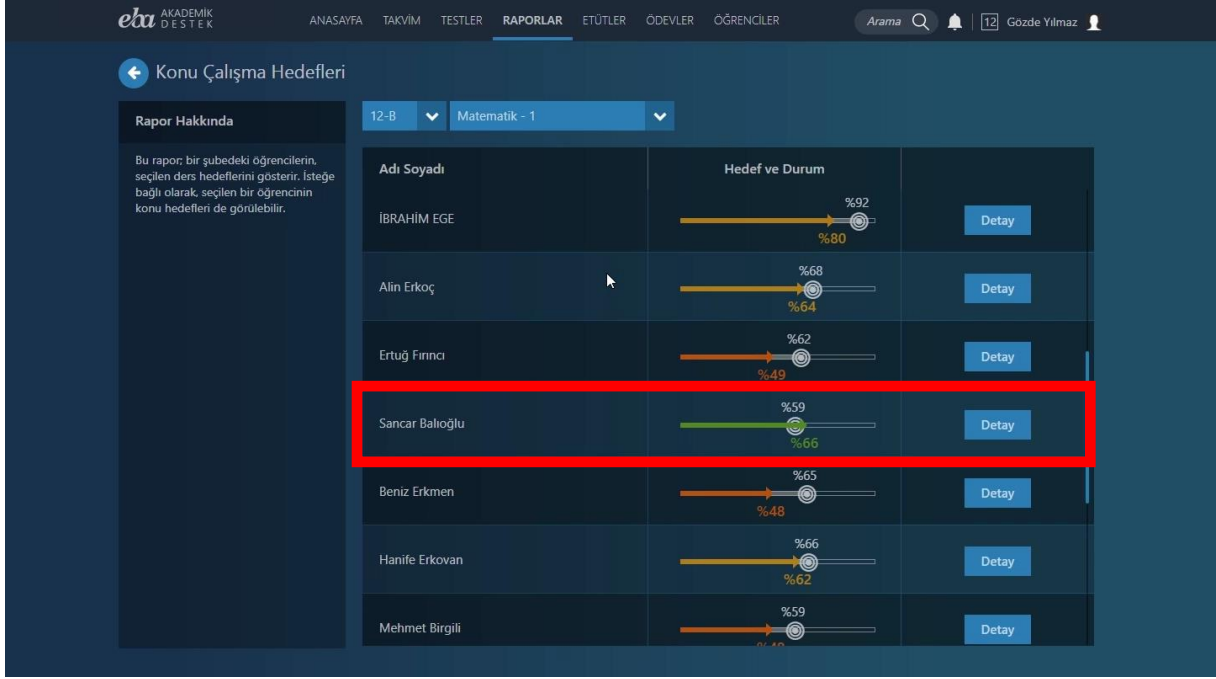 eba AKADEMİK DESTEK
ANASAYFA TAKVİM TESTLER RAPORLAR ETÜTLER ÖDEVLER ÖĞRENCİLER Arama 12 Gözde Yılmaz
Konu Çalışma Hedefleri
Rapor Hakkında
Bu rapor; bir şubedeki öğrencilerin,
seçilen ders hedeflerini gösterir. İsteğe
bağlı olarak, seçilen bir öğrencinin
konu hedefleri de görülebilir.
12-B Matematik - 1
Adı Soyadı Hedef ve Durum
%92
İBRAHİM EGE Detay
%80
%68
Alin Erkoç Detay
%64
%62
Ertuğ Fırıncı Detay
%49
%59
Sancar Balıoğlu Detay
%66
%65
Beniz Erkmen Detay
%48
%66
Hanife Erkovan Detay
%62
%59
Mehmet Birgili Detay